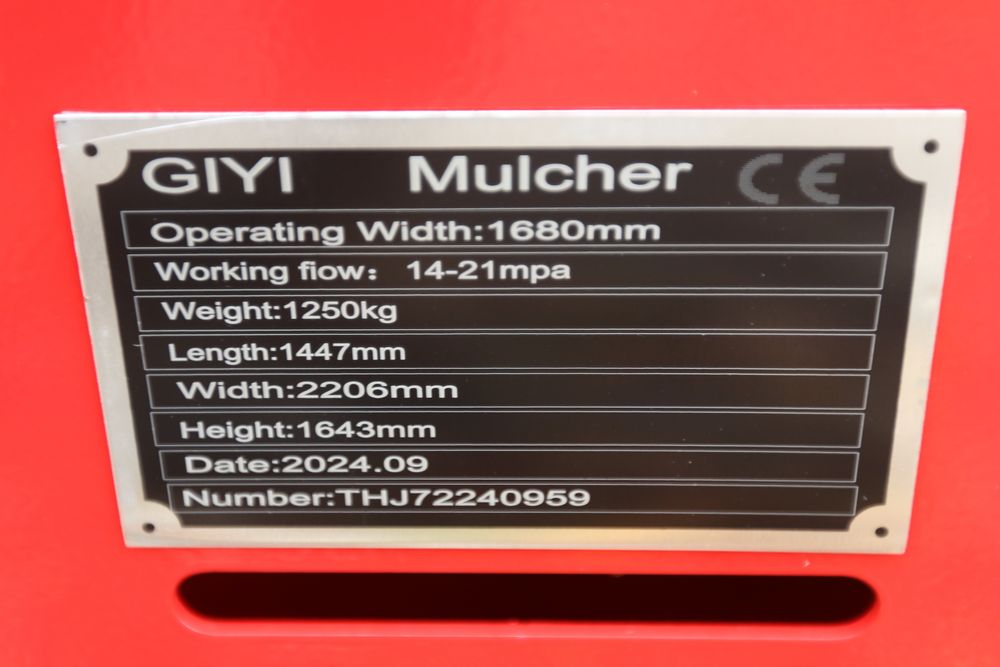 GIYI Mulcher CE
Operating Width:1680mm
Working fiow： 14-21mpa
Weight:1250kg
Length:1447mm
Width:2206mm
Height:1643mm
Date:2024.09
Number:THJ72240959